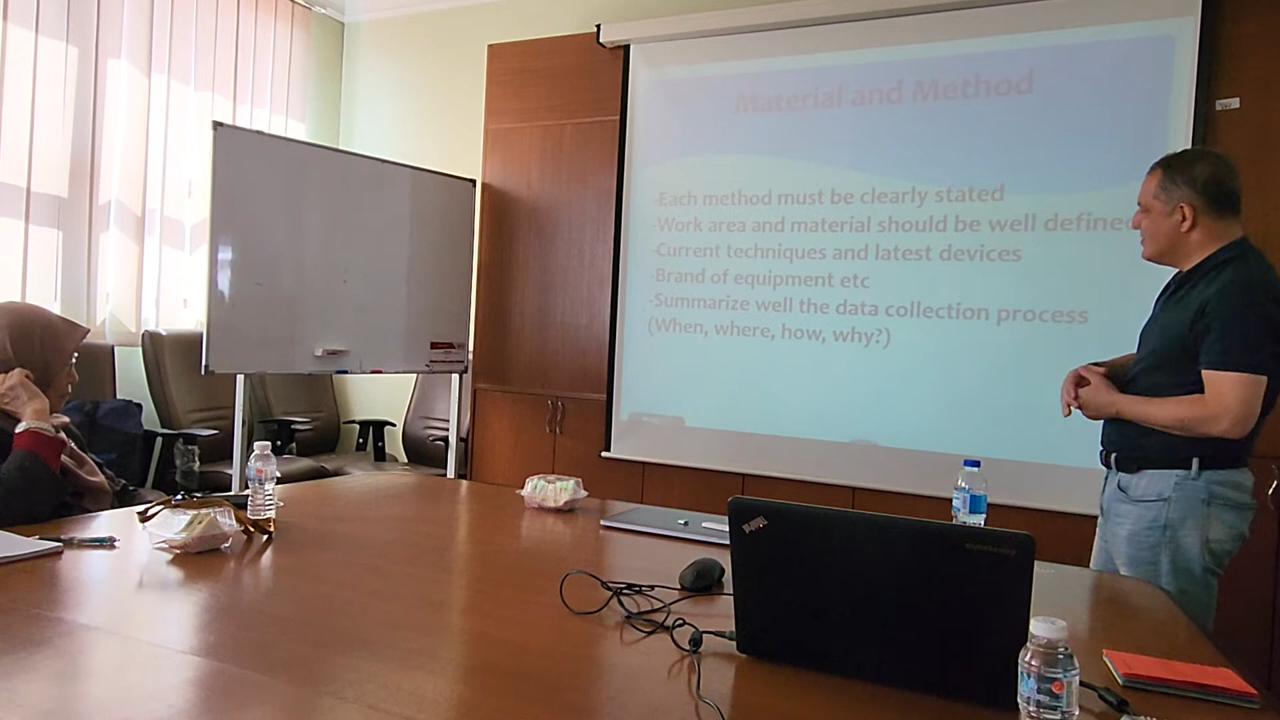 Material and Method
-Each method must be clearly stated
-Work area and material should be well defined
-Current techniques and latest devices
-Brand of equipment etc
-Summarize well the data collection process
(When, where, how, why?)
ThinkPad